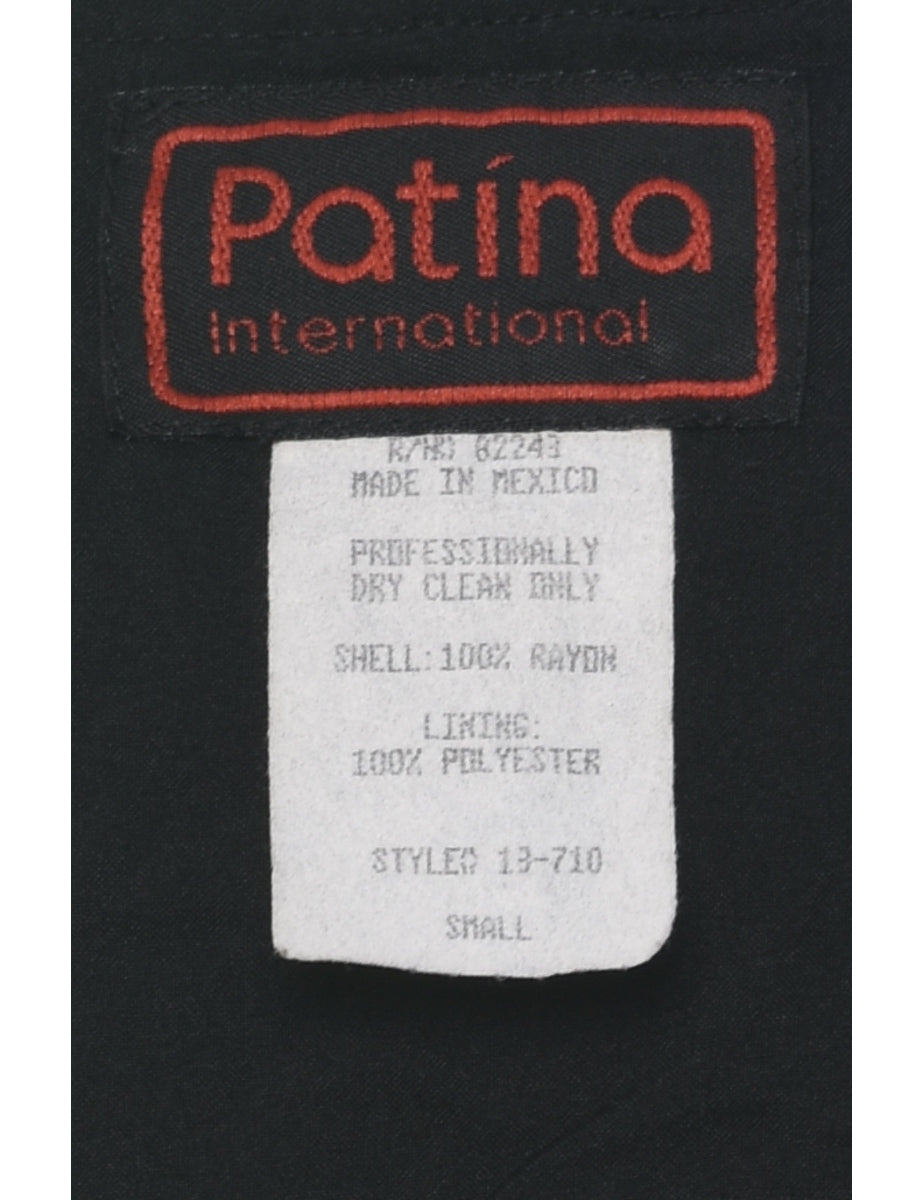 Patína
International
R/NO 82243
MADE IN MEXICO
PROFESSIONALLY
DRY CLEAN ONLY
SHELL:100% RAYON
LINING:
100% POLYESTER
STYLE# 13-710
SMALL